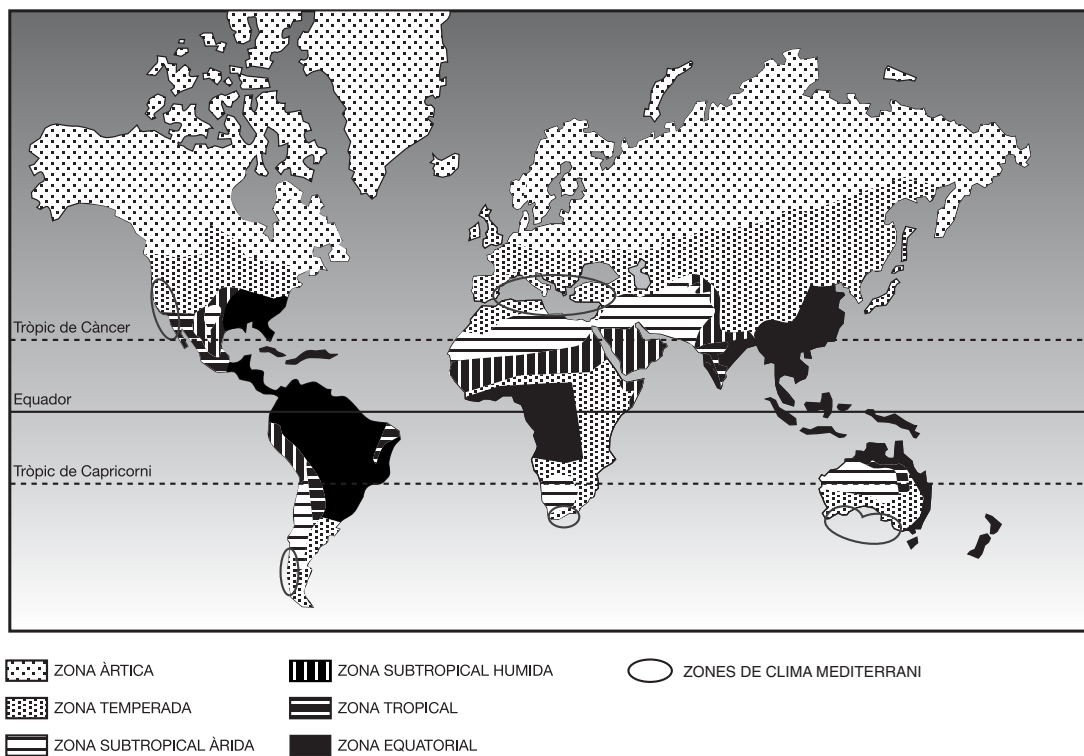 Tròpic de Càncer
Equador
Tròpic de Capricorni
ZONA ÀRTICA
ZONA SUBTROPICAL HUMIDA
ZONES DE CLIMA MEDITERRANI
ZONA TEMPERADA
ZONA TROPICAL
ZONA SUBTROPICAL ÀRIDA
ZONA EQUATORIAL